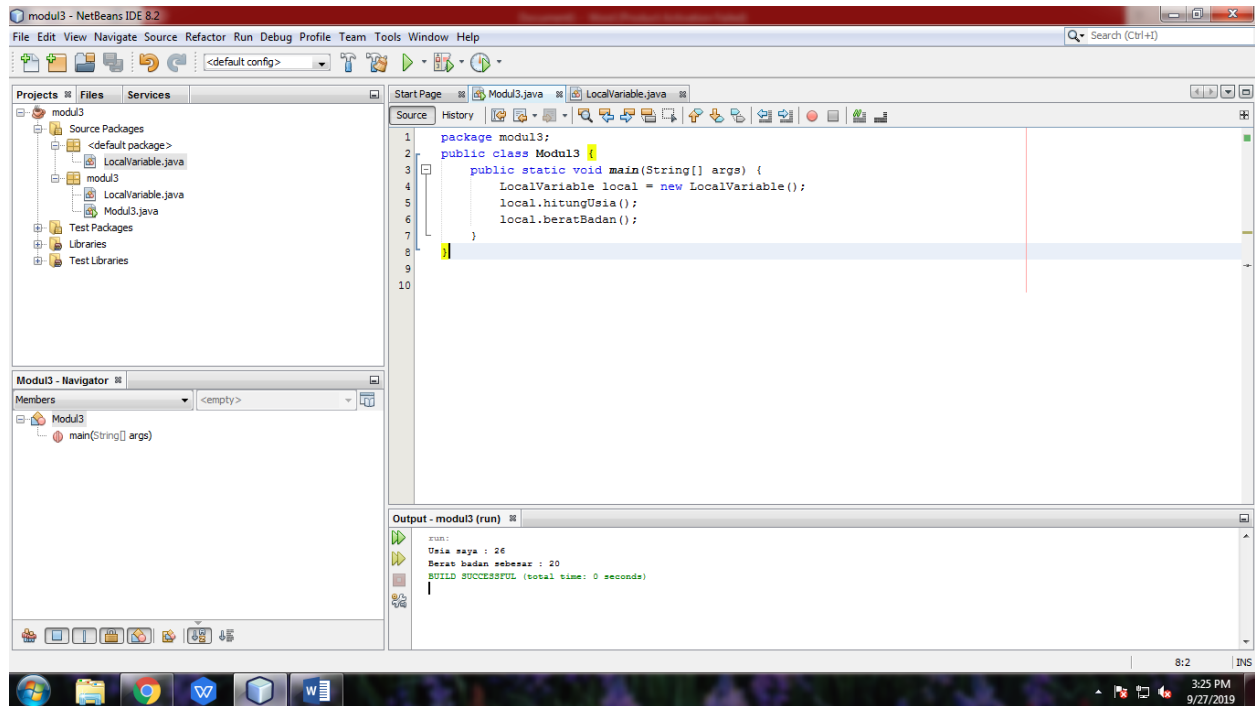 modul3 - NetBeans IDE 8.2
File Edit View Navigate Source Refactor Run Debug Profile Team Tools Window Help
Search (Ctrl+I)
<default config>
Projects Files Services
modul3
Source Packages
<default package>
LocalVariable.java
modul3
LocalVariable.java
Modul3.java
Test Packages
Libraries
Test Libraries
Modul3 - Navigator
Members <empty>
Modul3
main(String[] args)
Start Page Modul3.java LocalVariable.java
Source History
1 package modul3;
2 public class Modul3 {
3 public static void main(String[] args) {
4 LocalVariable local = new LocalVariable();
5 local.hitungUsia();
6 local.beratBadan();
7 }
8 }
9
10
Output - modul3 (run)
run:
Usia saya : 26
Berat badan sebesar : 20
BUILD SUCCESSFUL (total time: 0 seconds)
8:2 INS
3:25 PM
9/27/2019